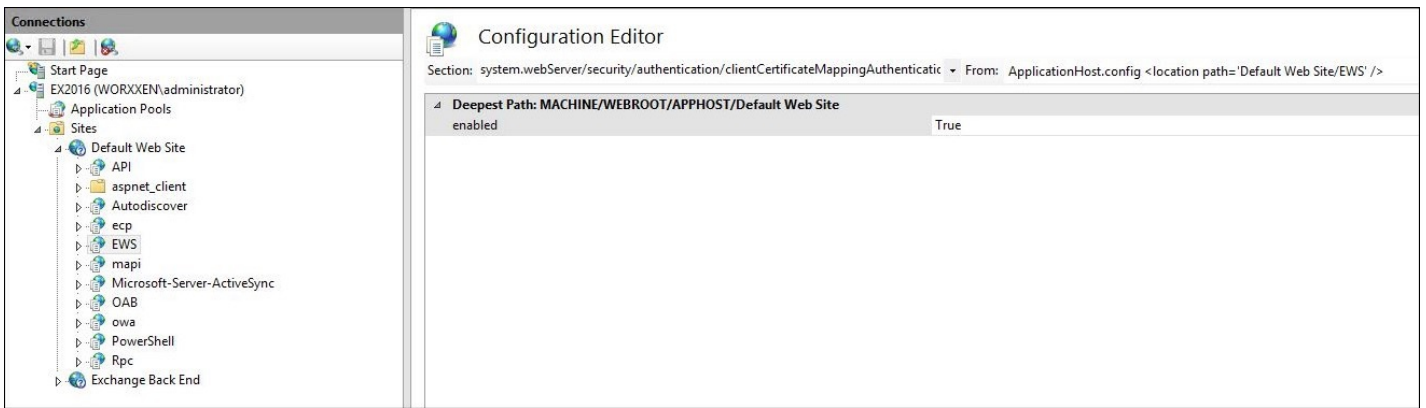 Connections
Start Page
EX2016 (WORXXEN\administrator)
Application Pools
Sites
Default Web Site
API
aspnet_client
Autodiscover
ecp
EWS
mapi
Microsoft-Server-ActiveSync
OAB
owa
PowerShell
Rpc
Exchange Back End
Configuration Editor
Section: system.webServer/security/authentication/clientCertificateMappingAuthenticatic From: ApplicationHost.config <location path='Default Web Site/EWS' />
Deepest Path: MACHINE/WEBROOT/APPHOST/Default Web Site
enabled True